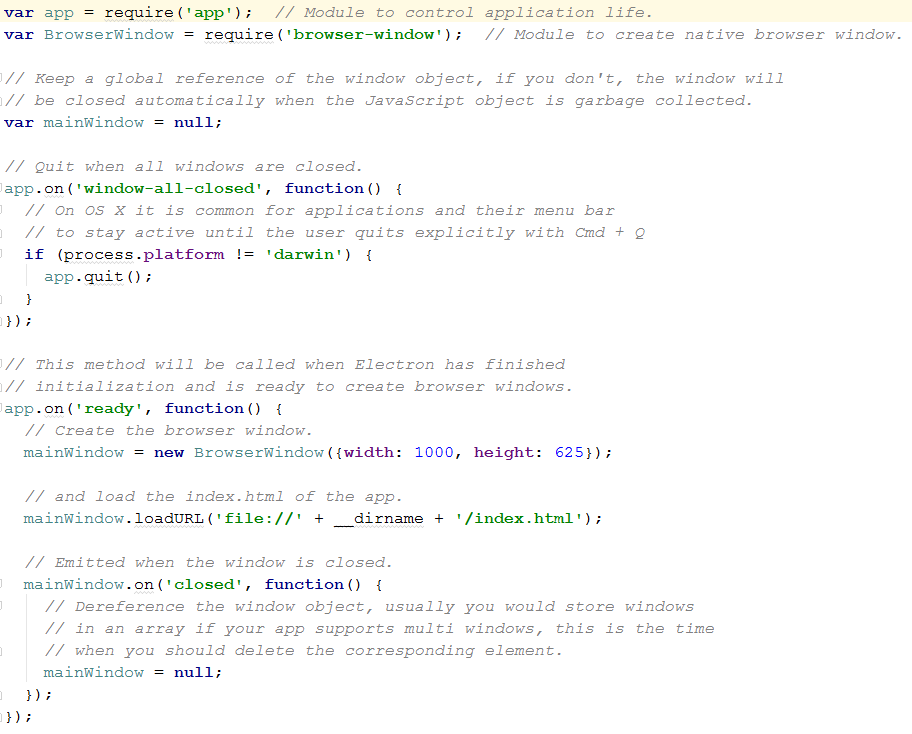 var app = require('app');  // Module to control application life.
var BrowserWindow = require('browser-window');  // Module to create native browser window.
// Keep a global reference of the window object, if you don't, the window will
// be closed automatically when the JavaScript object is garbage collected.
var mainWindow = null;
// Quit when all windows are closed.
app.on('window-all-closed', function() {
  // On OS X it is common for applications and their menu bar
  // to stay active until the user quits explicitly with Cmd + Q
  if (process.platform != 'darwin') {
    app.quit();
  }
});
// This method will be called when Electron has finished
// initialization and is ready to create browser windows.
app.on('ready', function() {
  // Create the browser window.
  mainWindow = new BrowserWindow({width: 1000, height: 625});
  // and load the index.html of the app.
  mainWindow.loadURL('file://' + __dirname + '/index.html');
  // Emitted when the window is closed.
  mainWindow.on('closed', function() {
    // Dereference the window object, usually you would store windows
    // in an array if your app supports multi windows, this is the time
    // when you should delete the corresponding element.
    mainWindow = null;
  });
});